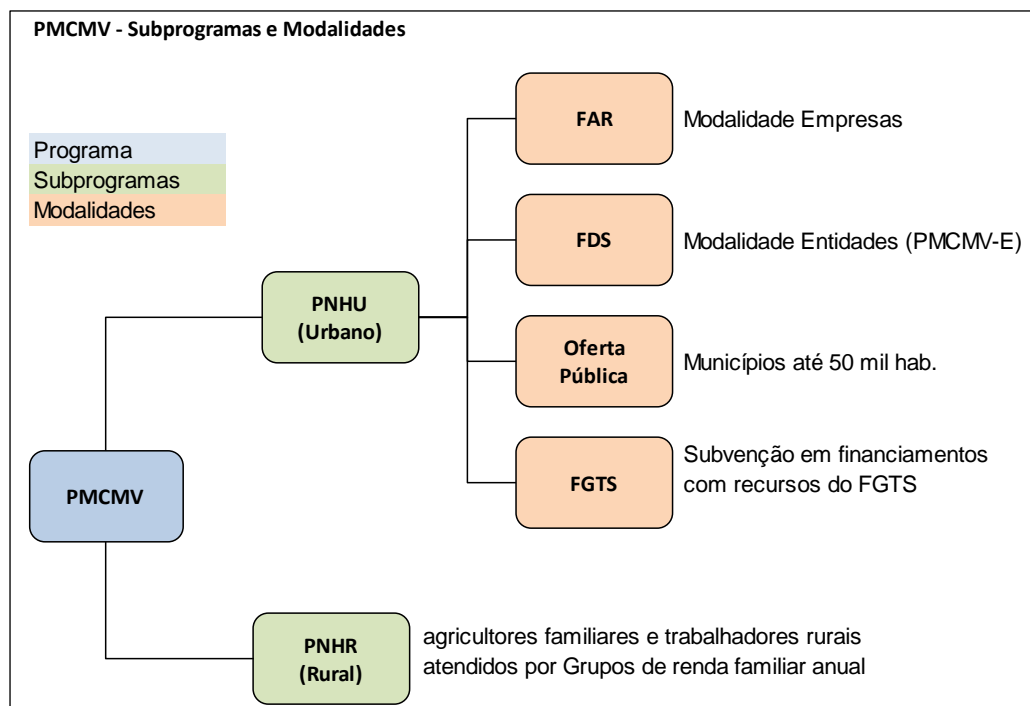 PMCMV - Subprogramas e Modalidades
Programa
Subprogramas
Modalidades
FAR
Modalidade Empresas
FDS
Modalidade Entidades (PMCMV-E)
PNHU
(Urbano)
Oferta
Pública
Municípios até 50 mil hab.
FGTS
Subvenção em financiamentos
com recursos do FGTS
PMCMV
PNHR
(Rural)
agricultores familiares e trabalhadores rurais
atendidos por Grupos de renda familiar anual